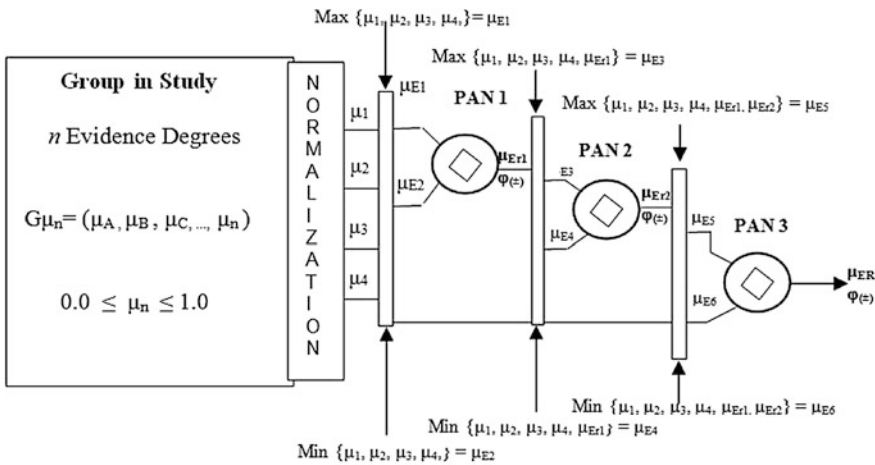 Max {μ1, μ2, μ3, μ4,}= μE1
Max {μ1, μ2, μ3, μ4, μEr1} = μE3
Max {μ1, μ2, μ3, μ4, μEr1, μEr2} = μE5
Group in Study
n Evidence Degrees
Gμn= (μA, μB, μC, ..., μn)
0.0 ≤ μn ≤1.0
NORMALIZATION
μ1
μ2
μ3
μ4
μE1
μE2
PAN 1
μEr1
φ(±)
E3
μE4
PAN 2
μEr2
φ(±)
μE5
μE6
PAN 3
μER
φ(±)
Min {μ1, μ2, μ3, μ4, μEr1, μEr2} = μE6
Min {μ1, μ2, μ3, μ4, μEr1} = μE4
Min {μ1, μ2, μ3, μ4,} = μE2